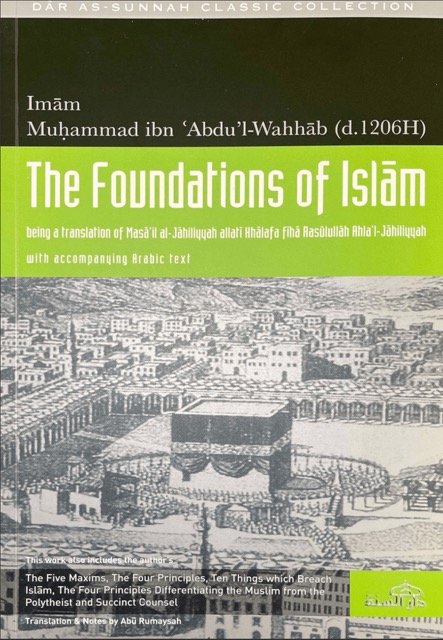 DĀR AS-SUNNAH CLASSIC COLLECTION
Imām
Muḥammad ibn ʿAbdu'l-Wahhāb (d.1206H)
The Foundations of Islām
being a translation of Masā'il al-Jāhiliyyah allatī Khālafa fīhā Rasūlullāh Ahla'l-Jāhiliyyah
with accompanying Arabic text
This work also includes the author's
The Five Maxims, The Four Principles, Ten Things which Breach
Islām, The Four Principles Differentiating the Muslim from the
Polytheist and Succinct Counsel
Translation & Notes by Abū Rumaysah
دار السنة